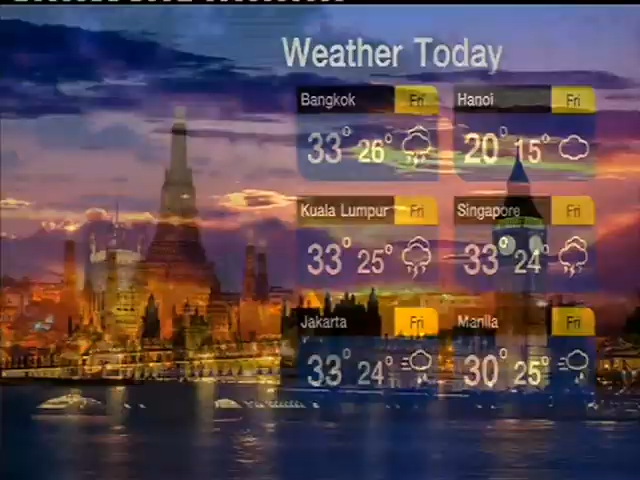 Weather Today
Bangkok Fri
33° 26°
Hanoi Fri
20° 15°
Kuala Lumpur Fri
33° 25°
Singapore Fri
33° 24°
Jakarta Fri
33° 24°
Manila Fri
30° 25°